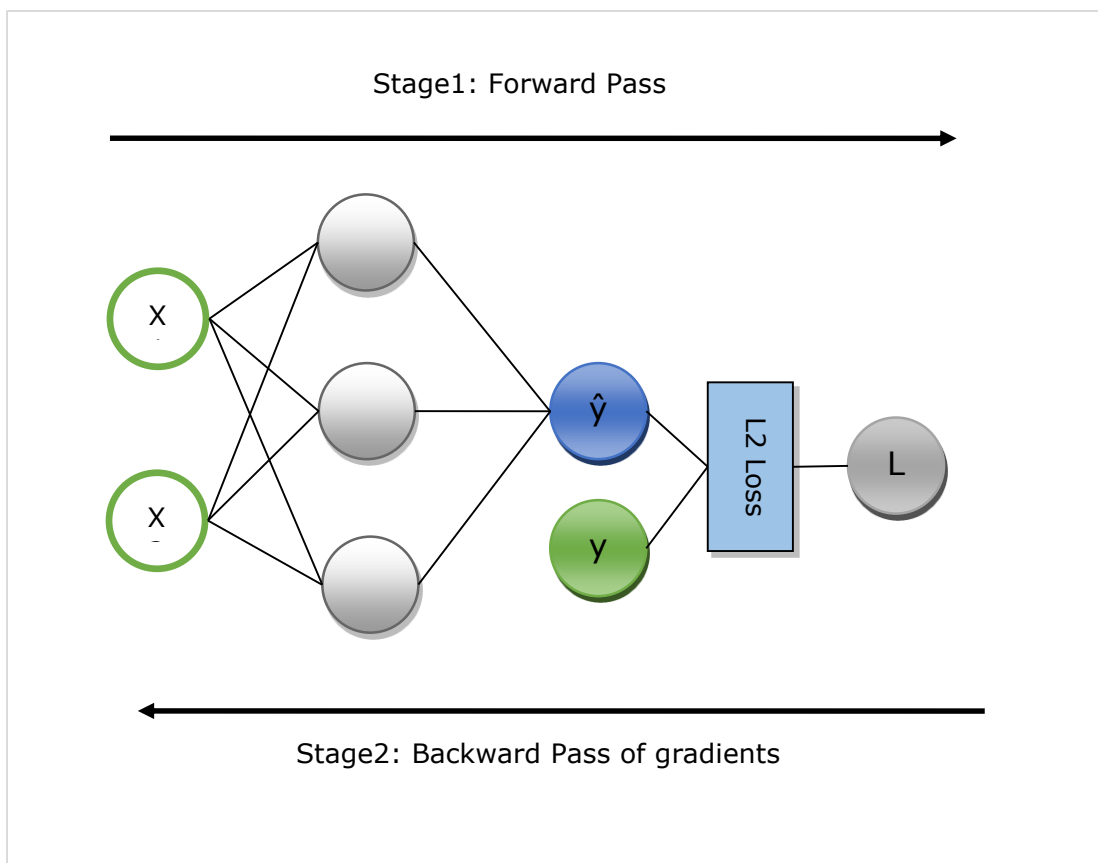 Stage1: Forward Pass
X
X
ŷ
y
L2 Loss
L
Stage2: Backward Pass of gradients